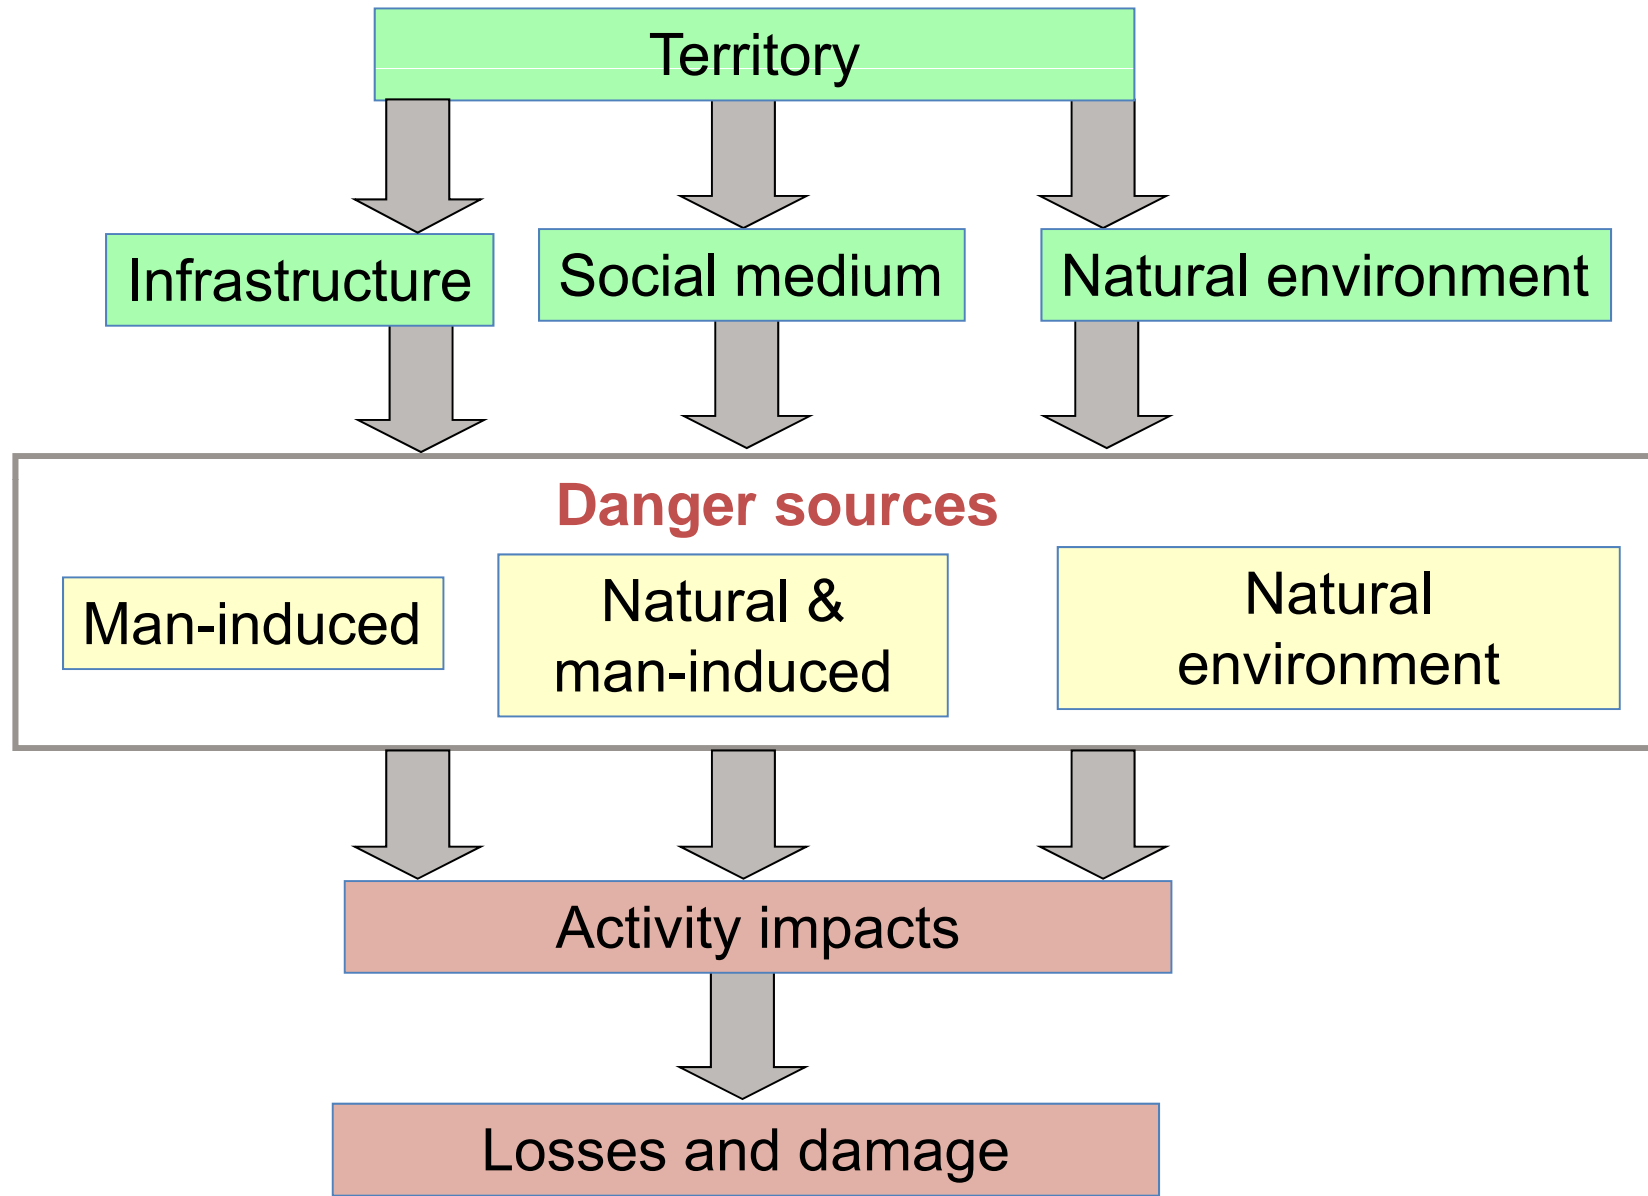 Territory
Infrastructure
Social medium
Natural environment
Danger sources
Man-induced
Natural &
man-induced
Natural
environment
Activity impacts
Losses and damage